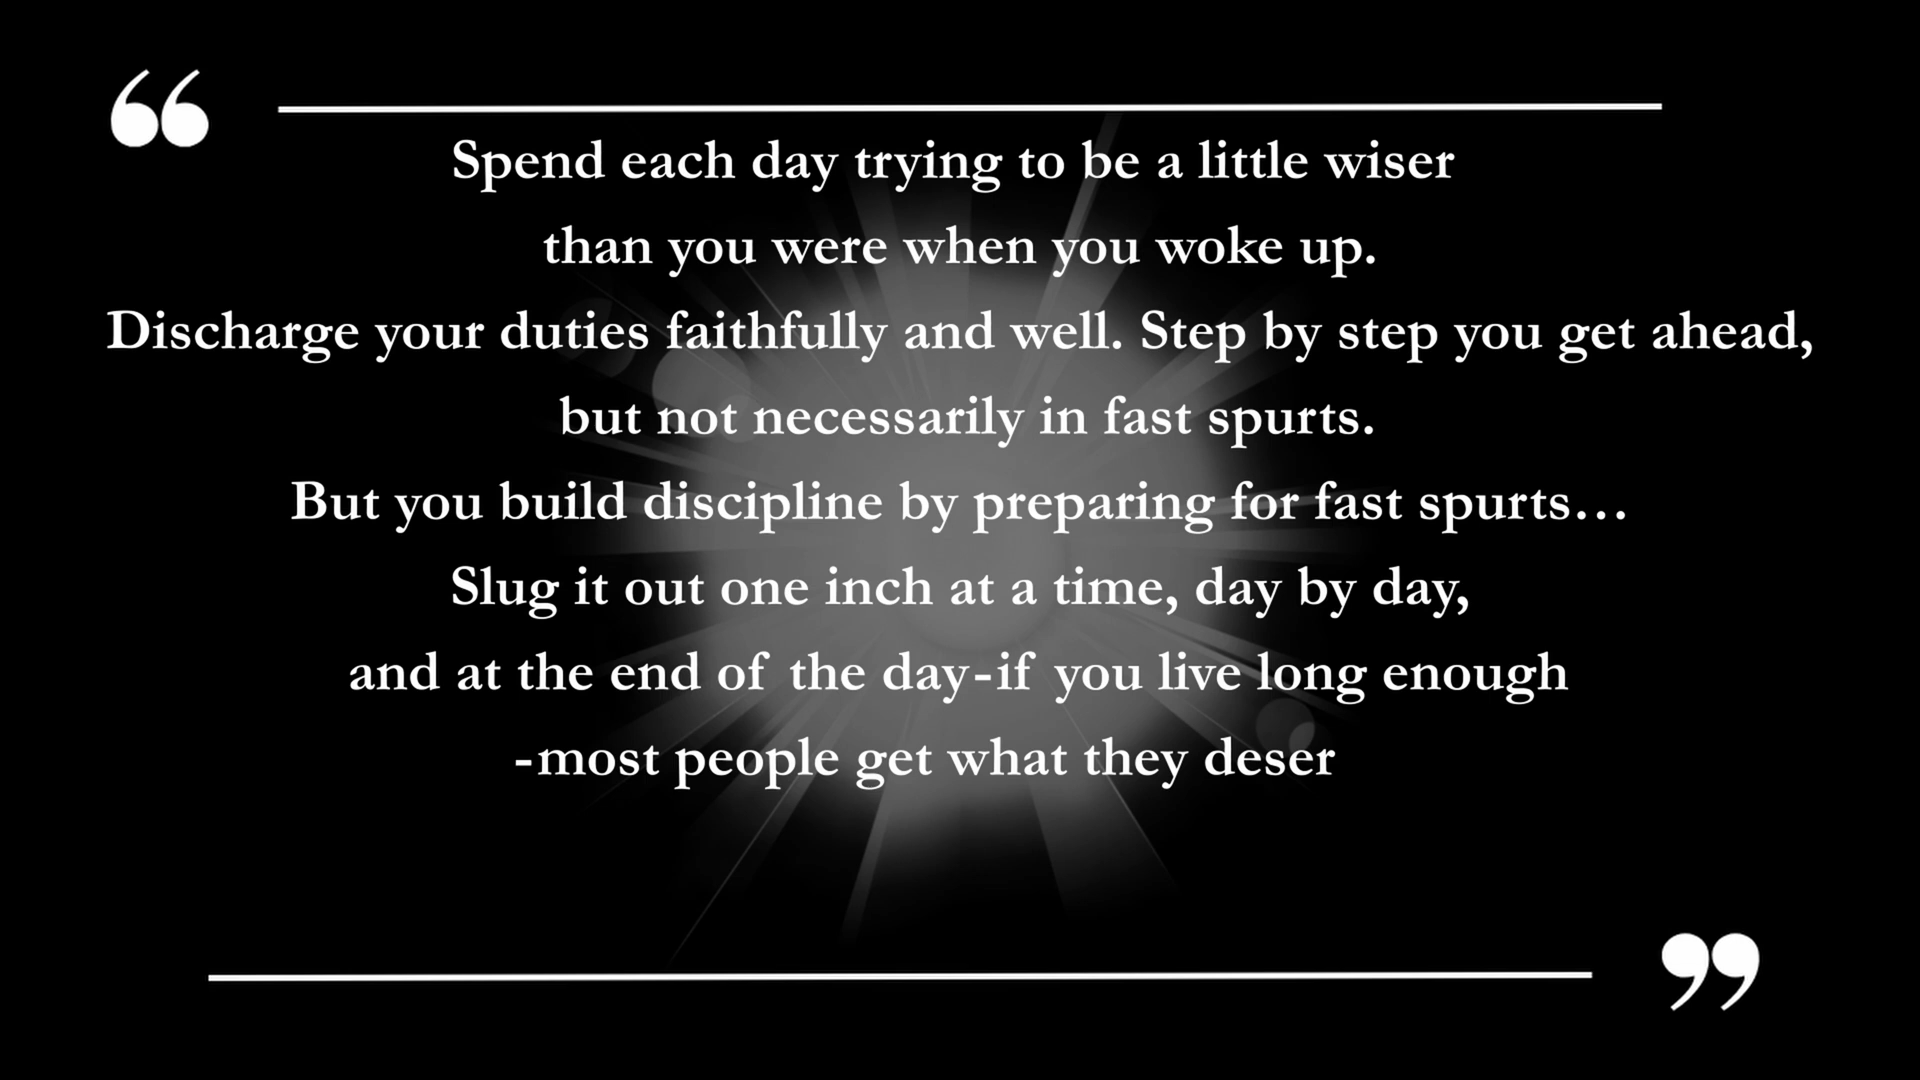 “
Spend each day trying to be a little wiser
than you were when you woke up.
Discharge your duties faithfully and well. Step by step you get ahead,
but not necessarily in fast spurts.
But you build discipline by preparing for fast spurts…
Slug it out one inch at a time, day by day,
and at the end of the day-if you live long enough
-most people get what they deser
”